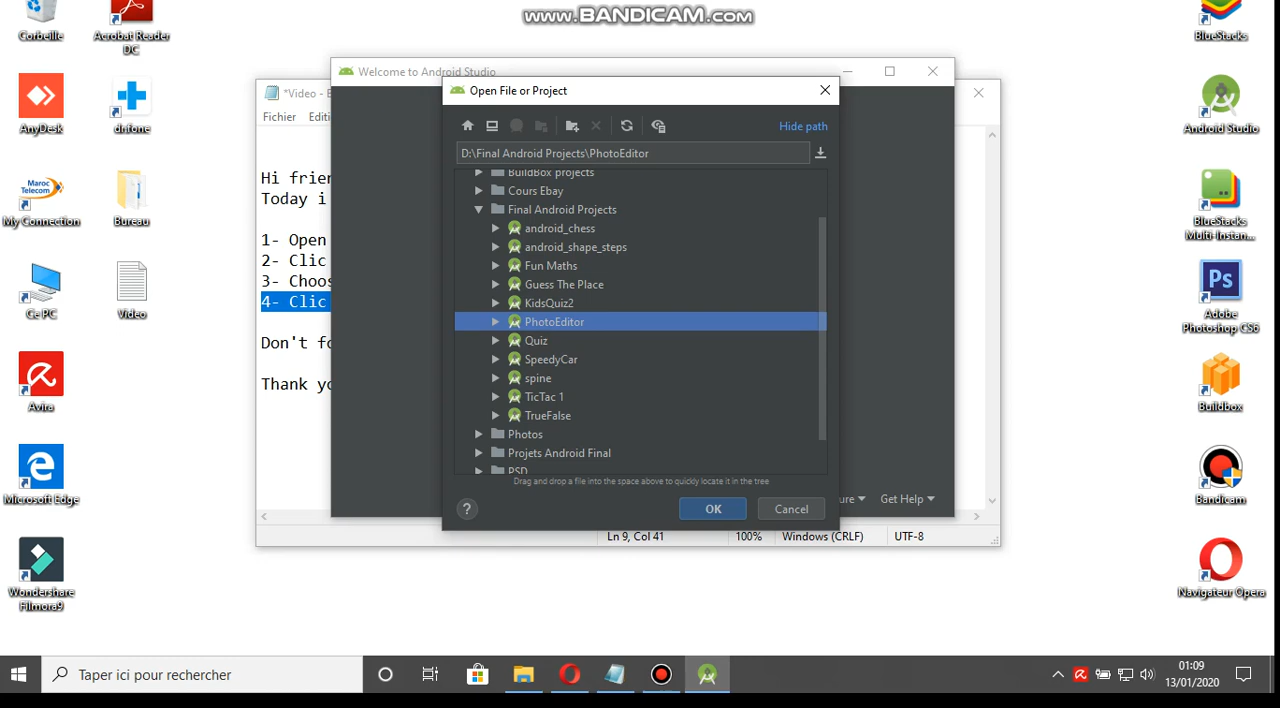 www.BANDICAM.com
Corbeille
Acrobat Reader
DC
AnyDesk
dr.fone
Maroc
Telecom
My Connection
Bureau
Ce PC
Video
Avira
Microsoft Edge
Wondershare
Filmora9
*Video -
Fichier
Hi frie
Today i
1- Open
2- Clic
3- Choos
4- Clic
Don't fo
Thank yo
Ln 9, Col 41
100%
Windows (CRLF)
UTF-8
Welcome to Android Studio
Get Help
Open File or Project
Hide path
D:\Final Android Projects\PhotoEditor
BuildBox projects
Cours Ebay
Final Android Projects
android_chess
android_shape_steps
Fun Maths
Guess The Place
KidsQuiz2
PhotoEditor
Quiz
SpeedyCar
spine
TicTac 1
TrueFalse
Photos
Projets Android Final
PSD
Drag and drop a file into the space above to quickly locate it in the tree
?
OK
Cancel
BlueStacks
Android Studio
BlueStacks
Multi-Instan...
Ps
Adobe
Photoshop CS6
Buildbox
Bandicam
Navigateur Opera
Taper ici pour rechercher
01:09
13/01/2020